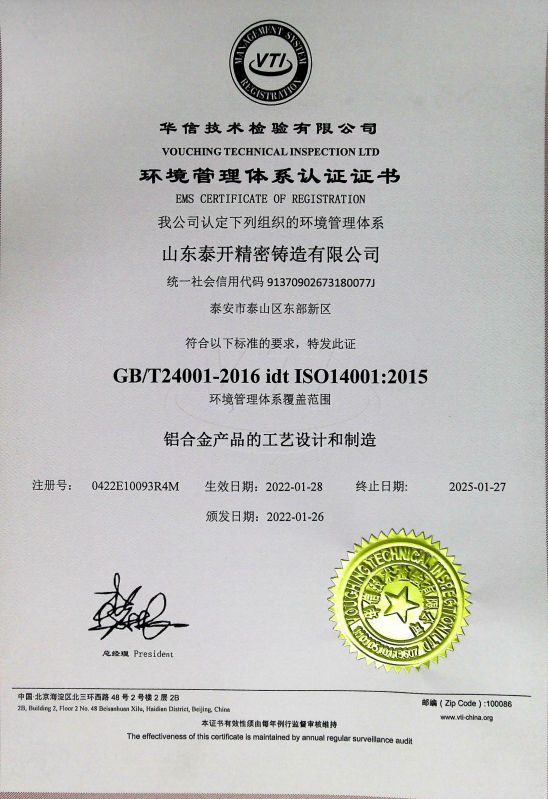 MANAGEMENT SYSTEM
VTI
REGISTRATION
华信技术检验有限公司
VOUCHING TECHNICAL INSPECTION LTD
环境管理体系认证证书
EMS CERTIFICATE OF REGISTRATION
我公司认定下列组织的环境管理体系
山东泰开精密铸造有限公司
统一社会信用代码 91370902673180077J
泰安市泰山区东部新区
符合以下标准的要求，特发此证
GB/T24001-2016 idt ISO14001:2015
环境管理体系覆盖范围
铝合金产品的工艺设计和制造
注册号： 0422E10093R4M 生效日期：2022-01-28 终止日期: 2025-01-27
颁发日期：2022-01-26
VOUCHING TECHNICAL INSPECTION LTD
总经理 President
中国·北京海淀区北三环西路 48 号 2 号楼 2 层 2B
邮编（Zip Code）:100086
2B, Building 2, Floor 2 No. 48 Beisanhuan Xilu, Haidian District, Beijing, China
www.vti-china.org
本证书有效性须由每年例行监督审核维持
The effectiveness of this certificate is maintained by annual regular surveillance audit